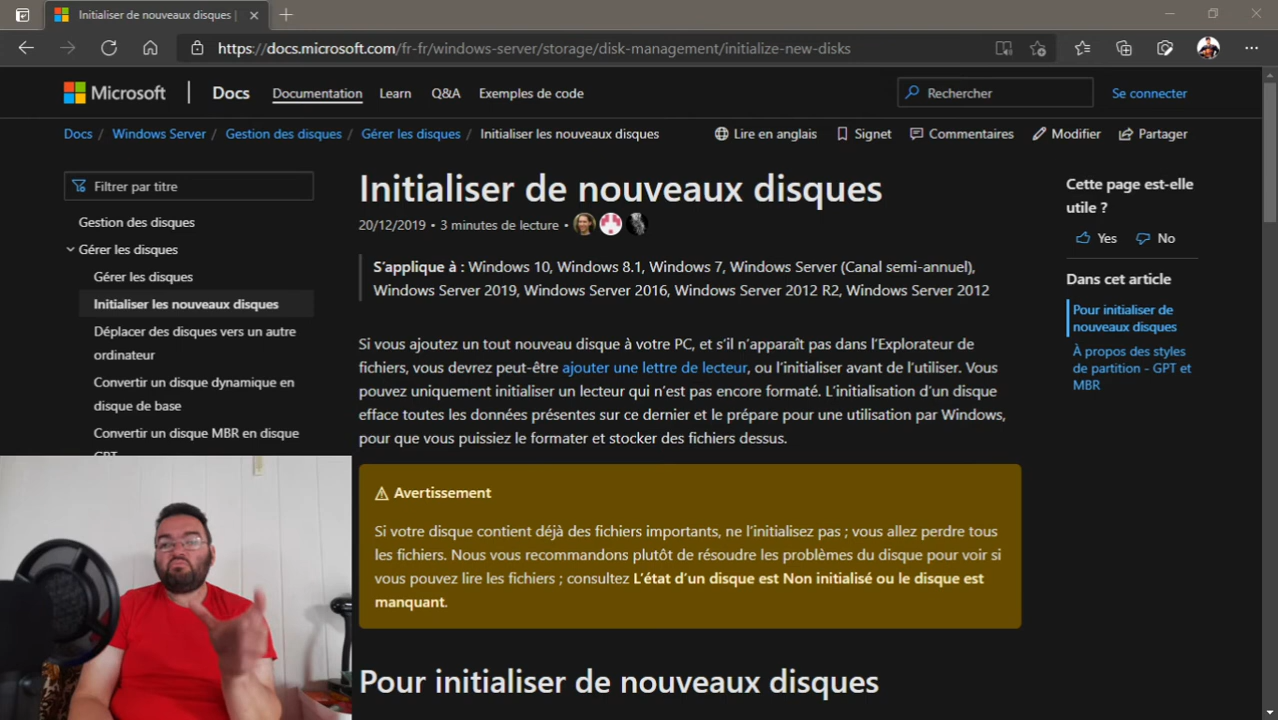 Initialiser de nouveaux disques |
https://docs.microsoft.com/fr-fr/windows-server/storage/disk-management/initialize-new-disks
Microsoft Docs Documentation Learn Q&A Exemples de code Rechercher Se connecter
Docs / Windows Server / Gestion des disques / Gérer les disques / Initialiser les nouveaux disques Lire en anglais Signet Commentaires Modifier Partager
Filtrer par titre
Gestion des disques
Gérer les disques
Gérer les disques
Initialiser les nouveaux disques
Déplacer des disques vers un autre
ordinateur
Convertir un disque dynamique en
disque de base
Convertir un disque MBR en disque
GPT
Initialiser de nouveaux disques
20/12/2019 • 3 minutes de lecture •
S'applique à : Windows 10, Windows 8.1, Windows 7, Windows Server (Canal semi-annuel),
Windows Server 2019, Windows Server 2016, Windows Server 2012 R2, Windows Server 2012
Si vous ajoutez un tout nouveau disque à votre PC, et s'il n'apparaît pas dans l'Explorateur de
fichiers, vous devrez peut-être ajouter une lettre de lecteur, ou l'initialiser avant de l'utiliser. Vous
pouvez uniquement initialiser un lecteur qui n'est pas encore formaté. L'initialisation d'un disque
efface toutes les données présentes sur ce dernier et le prépare pour une utilisation par Windows,
pour que vous puissiez le formater et stocker des fichiers dessus.
Avertissement
Si votre disque contient déjà des fichiers importants, ne l'initialisez pas ; vous allez perdre tous
les fichiers. Nous vous recommandons plutôt de résoudre les problèmes du disque pour voir si
vous pouvez lire les fichiers ; consultez L'état d'un disque est Non initialisé ou le disque est
manquant.
Pour initialiser de nouveaux disques
Cette page est-elle
utile ?
Yes No
Dans cet article
Pour initialiser de
nouveaux disques
À propos des styles
de partition - GPT et
MBR